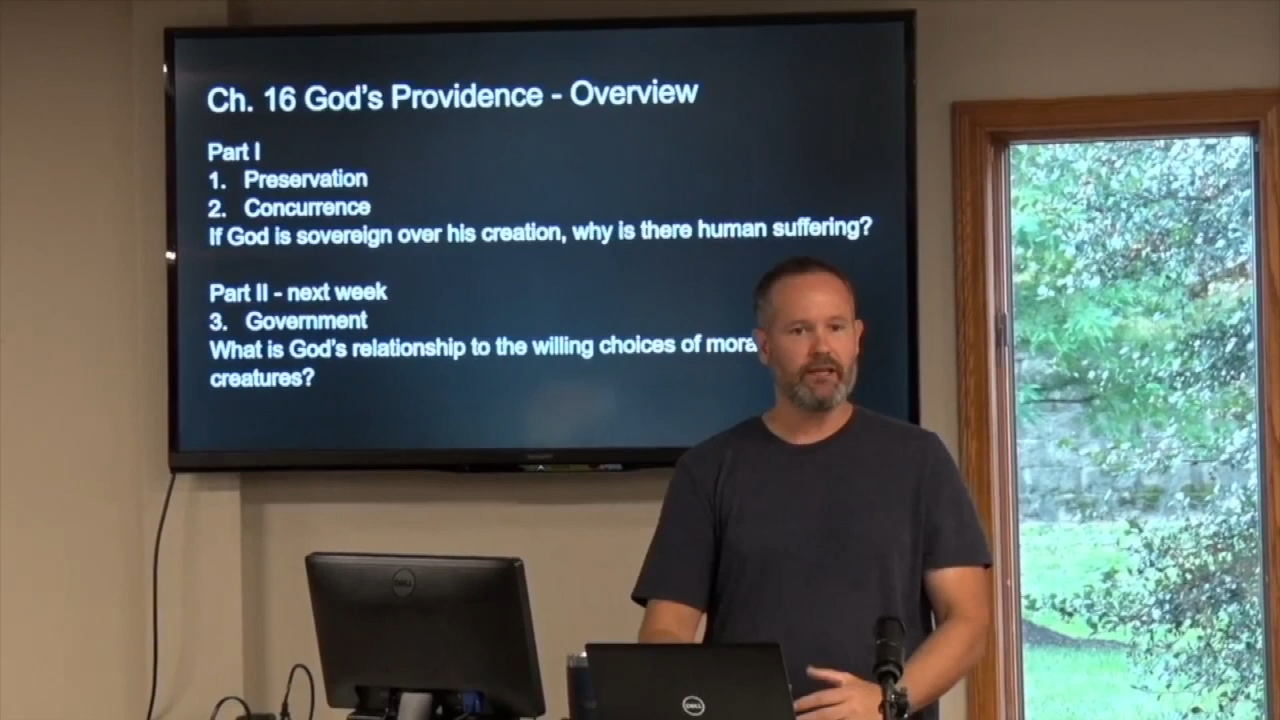 Ch. 16 God's Providence - Overview
Part I
1. Preservation
2. Concurrence
If God is sovereign over his creation, why is there human suffering?
Part II - next week
3. Government
What is God's relationship to the willing choices of mora
creatures?
DELL
DELL